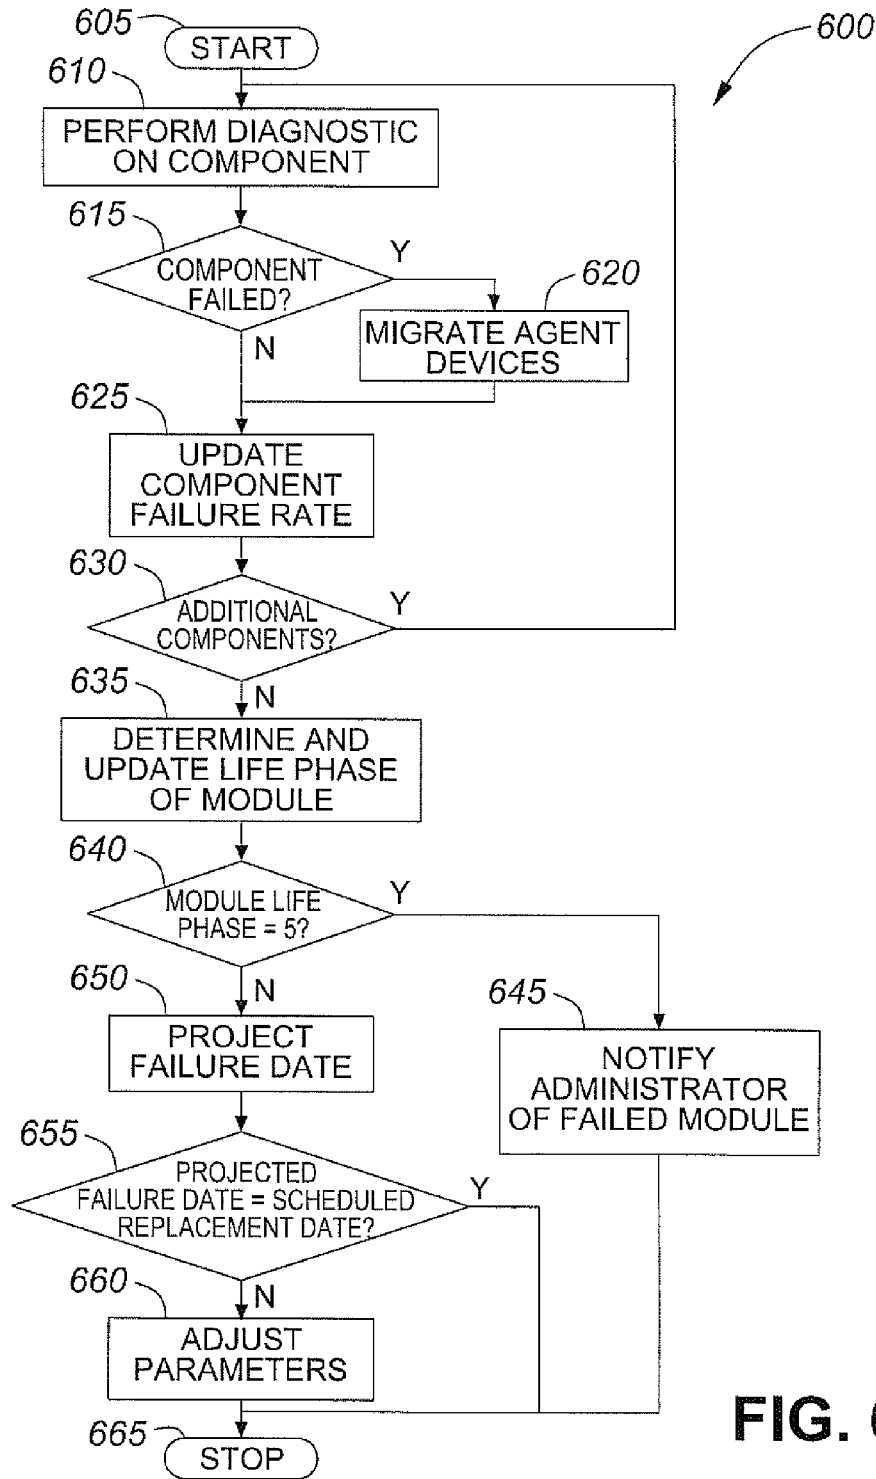 605
START
600
610
PERFORM DIAGNOSTIC
ON COMPONENT
615
COMPONENT
FAILED?
Y
620
MIGRATE AGENT
DEVICES
N
625
UPDATE
COMPONENT
FAILURE RATE
630
ADDITIONAL
COMPONENTS?
Y
N
635
DETERMINE AND
UPDATE LIFE PHASE
OF MODULE
640
MODULE LIFE
PHASE = 5?
Y
N
650
PROJECT
FAILURE DATE
645
NOTIFY
ADMINISTRATOR
OF FAILED MODULE
655
PROJECTED
FAILURE DATE = SCHEDULED
REPLACEMENT DATE?
Y
N
660
ADJUST
PARAMETERS
665
STOP
FIG.